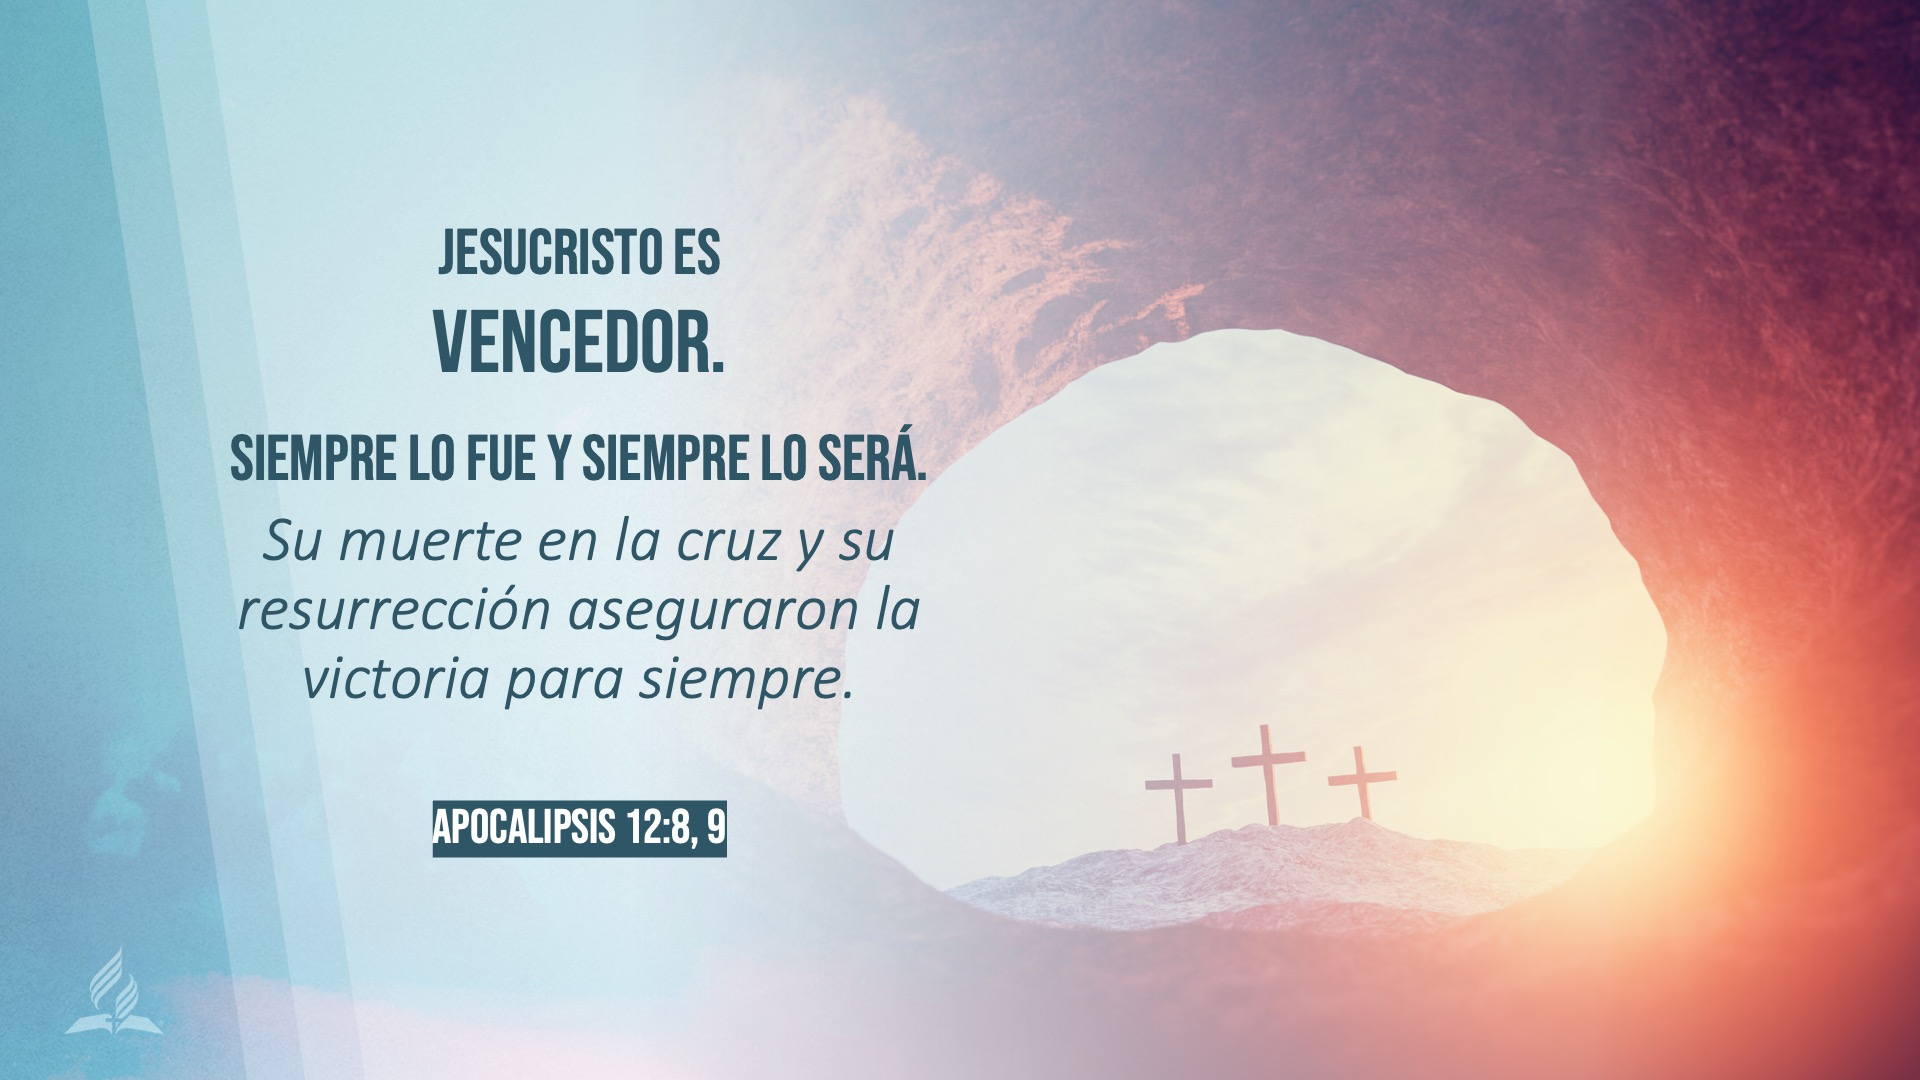 JESUCRISTO ES
VENCEDOR.
SIEMPRE LO FUE Y SIEMPRE LO SERÁ.
Su muerte en la cruz y su
resurrección aseguraron la
victoria para siempre.
APOCALIPSIS 12:8, 9